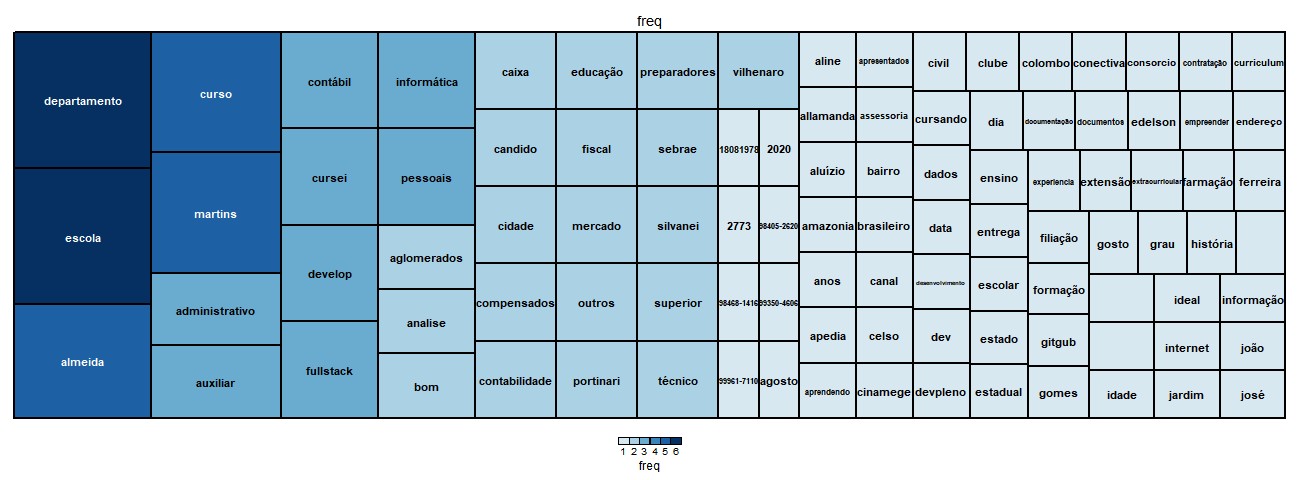 freq
departamento
escola
almeida
curso
martins
administrativo
auxiliar
contábil
cursei
develop
fullstack
informática
pessoais
aglomerados
analise
bom
caixa
candido
cidade
compensados
contabilidade
educação
fiscal
mercado
outros
portinari
preparadores
sebrae
silvanei
superior
técnico
vilhenaro
18081978
2020
2773
98405-2620
98468-1416
99350-4606
99961-7110
agosto
aline
allamanda
aluízio
amazonia
anos
apedia
aprendendo
apresentados
assessoria
bairro
brasileiro
canal
celso
cinamege
civil
cursando
dados
data
desenvolvimento
dev
devpleno
clube
colombo
conectiva
consorcio
contratação
curriculum
dia
documentação
documentos
edelson
empreender
endereço
ensino
entrega
escolar
estado
estadual
experiencia
extensão
extraourricular
farmação
ferreira
filiação
formação
gitgub
gomes
gosto
grau
história
ideal
informação
internet
joão
idade
jardim
josé
1 2 3 4 5 6
freq